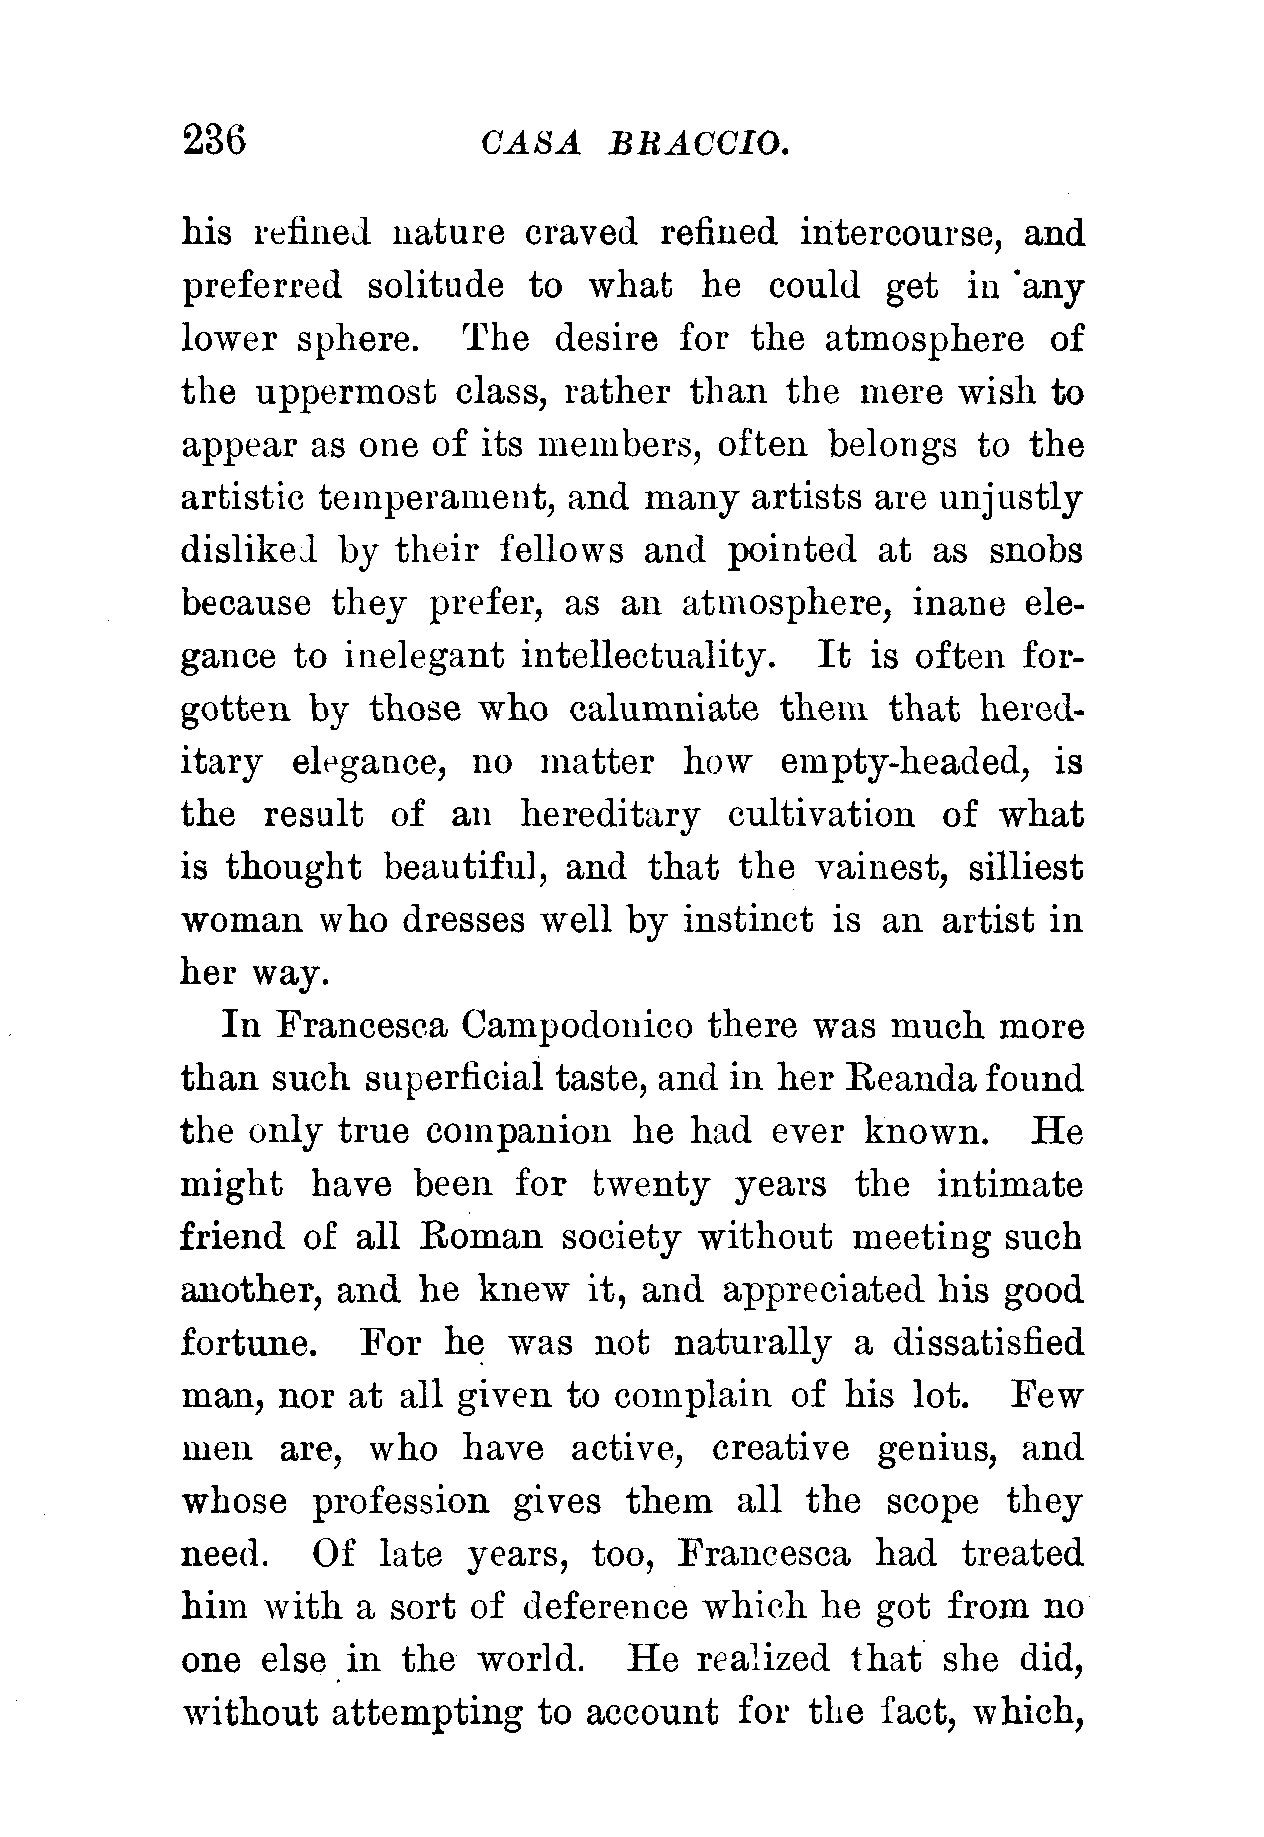 236 CASA BRACCIO.
his refined nature craved refined intercourse, and
preferred solitude to what he could get in any
lower sphere. The desire for the atmosphere of
the uppermost class, rather than the mere wish to
appear as one of its members, often belongs to the
artistic temperament, and many artists are unjustly
disliked by their fellows and pointed at as snobs
because they prefer, as an atmosphere, inane ele-
gance to inelegant intellectuality. It is often for-
gotten by those who calumniate them that hered-
itary elegance, no matter how empty-headed, is
the result of an hereditary cultivation of what
is thought beautiful, and that the vainest, silliest
woman who dresses well by instinct is an artist in
her way.
In Francesca Campodonico there was much more
than such superficial taste, and in her Reanda found
the only true companion he had ever known. He
might have been for twenty years the intimate
friend of all Roman society without meeting such
another, and he knew it, and appreciated his good
fortune. For he was not naturally a dissatisfied
man, nor at all given to complain of his lot. Few
men are, who have active, creative genius, and
whose profession gives them all the scope they
need. Of late years, too, Francesca had treated
him with a sort of deference which he got from no
one else in the world. He realized that she did,
without attempting to account for the fact, which,